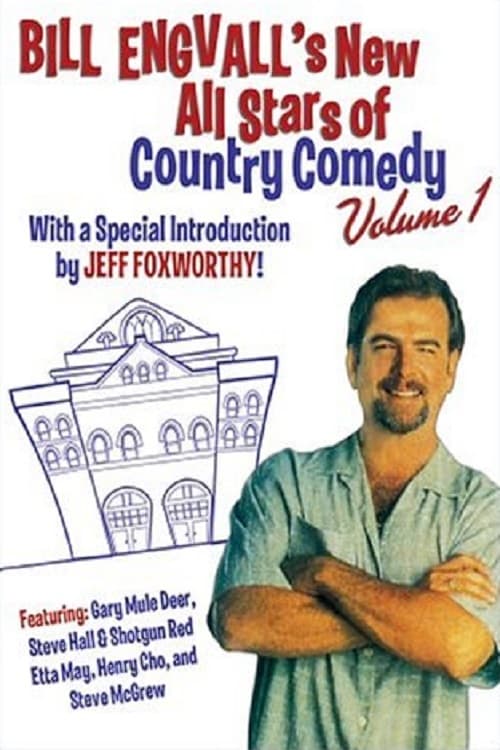 BILL ENGVALL's New
All Stars of
Country Comedy
Volume 1
With a Special Introduction
by JEFF FOXWORTHY!
Featuring: Gary Mule Deer,
Steve Hall & Shotgun Red
Etta May, Henry Cho, and
Steve McGrew